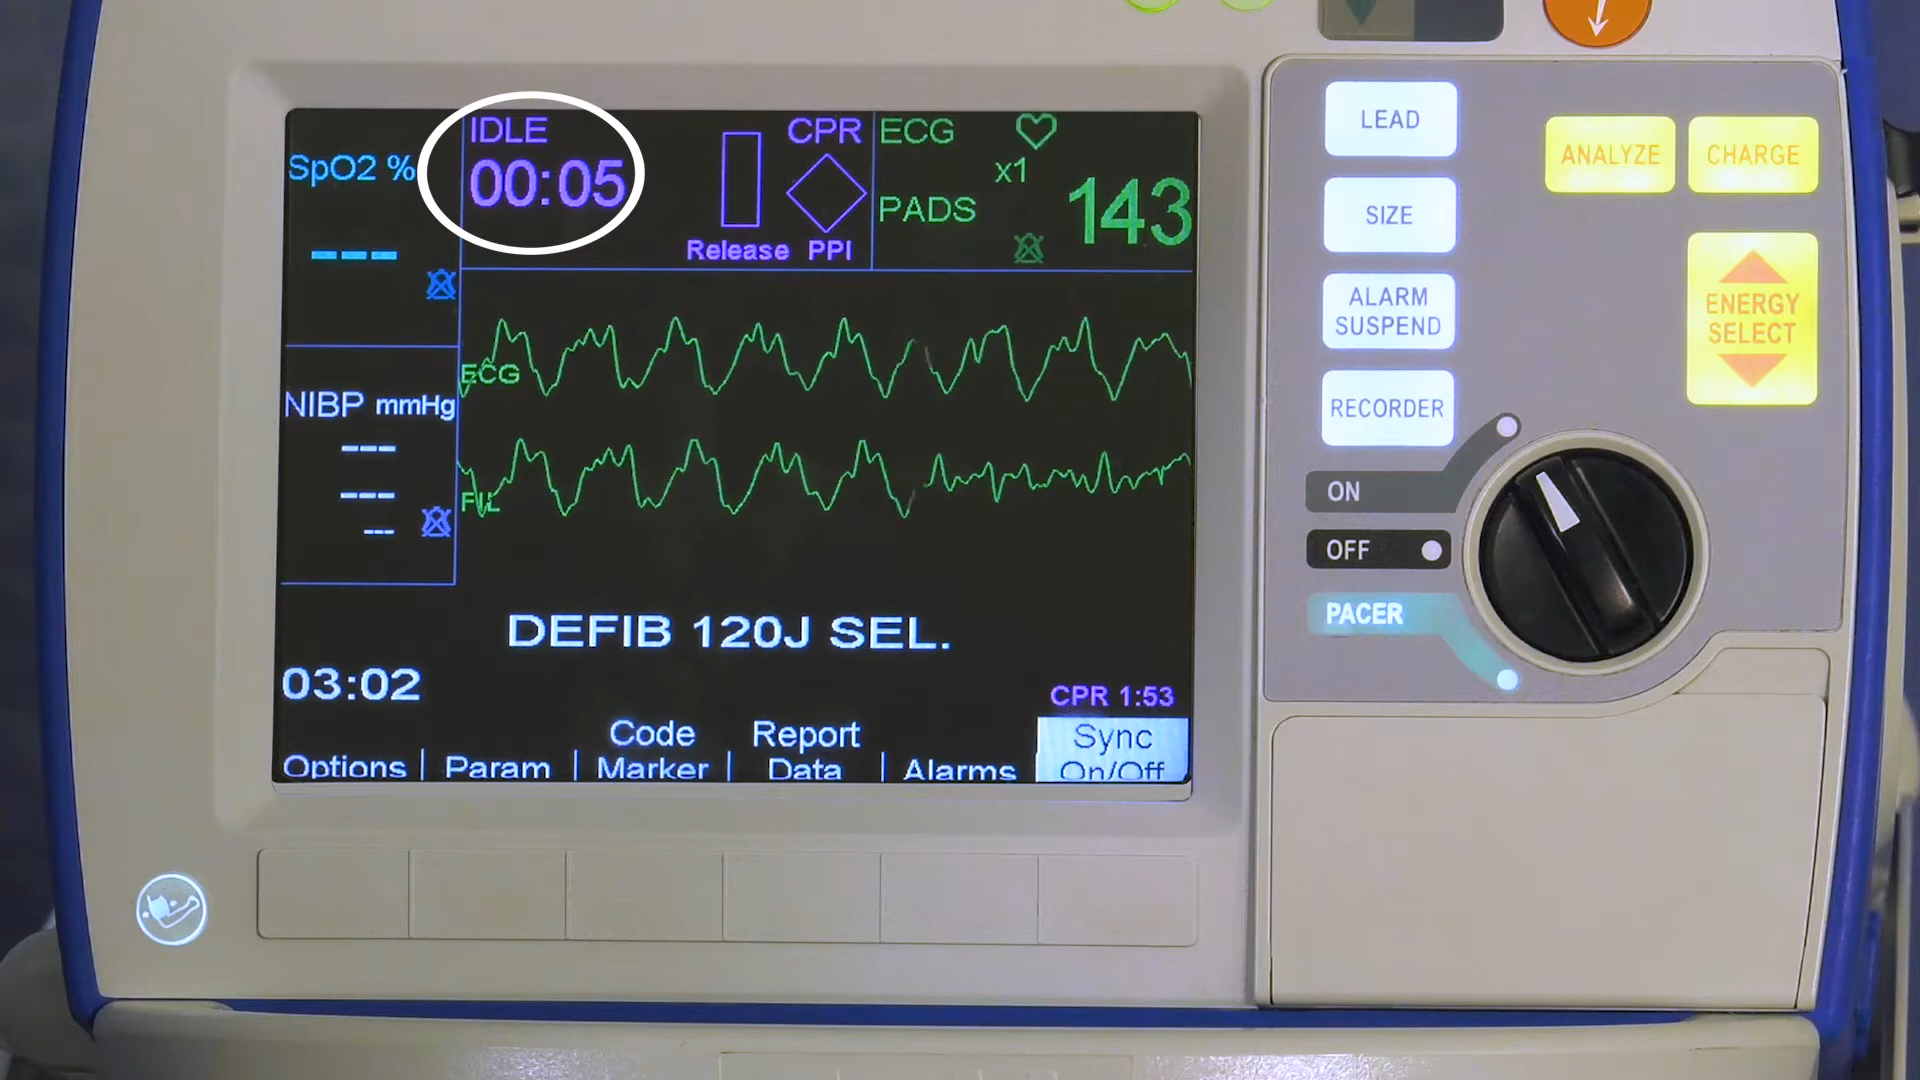 SpO2 %
---
IDLE
00:05
CPR
Release PPI
ECG
x1
PADS
143
NIBP mmHg
---
---
---
ECG
FIL
DEFIB 120J SEL.
03:02
CPR 1:53
Options
Param
Code
Marker
Report
Data
Alarms
Sync
On/Off
LEAD
SIZE
ALARM
SUSPEND
RECORDER
ANALYZE
CHARGE
ENERGY
SELECT
ON
OFF
PACER